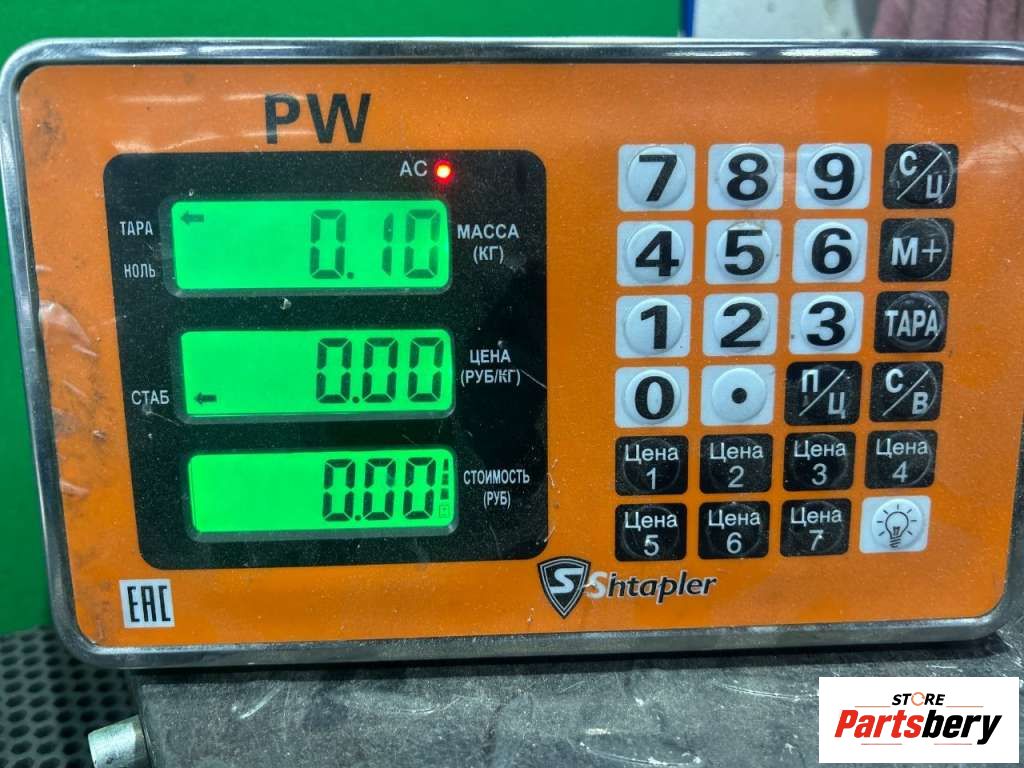 PW
AC
ТАРА
НОЛЬ
0.10
МАССА
(КГ)
СТАБ
0.00
ЦЕНА
(РУБ/КГ)
0.00
СТОИМОСТЬ
(РУБ)
7 8 9 С/Ц
4 5 6 М+
1 2 3 ТАРА
0 . П/Ц С/В
Цена 1 Цена 2 Цена 3 Цена 4
Цена 5 Цена 6 Цена 7
EAC
S Shtapler
STORE
Partsbery